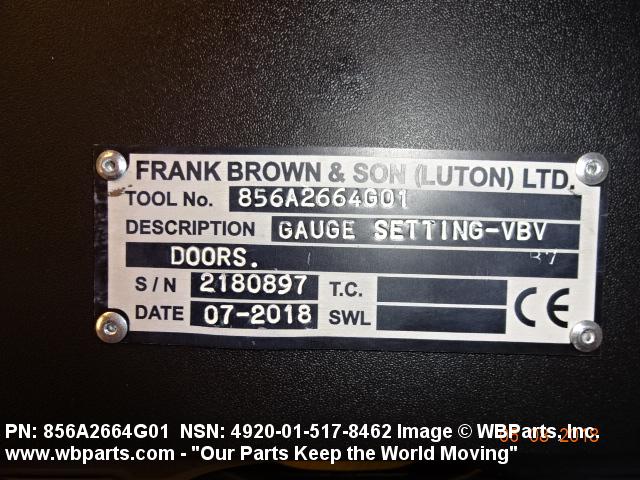 FRANK BROWN & SON (LUTON) LTD.
TOOL No. 856A2664G01
DESCRIPTION GAUGE SETTING-VBV
DOORS.
S/N 2180897 T.C.
DATE 07-2018 SWL CE
PN: 856A2664G01 NSN: 4920-01-517-8462 Image © WBParts, Inc.
www.wbparts.com - "Our Parts Keep the World Moving"